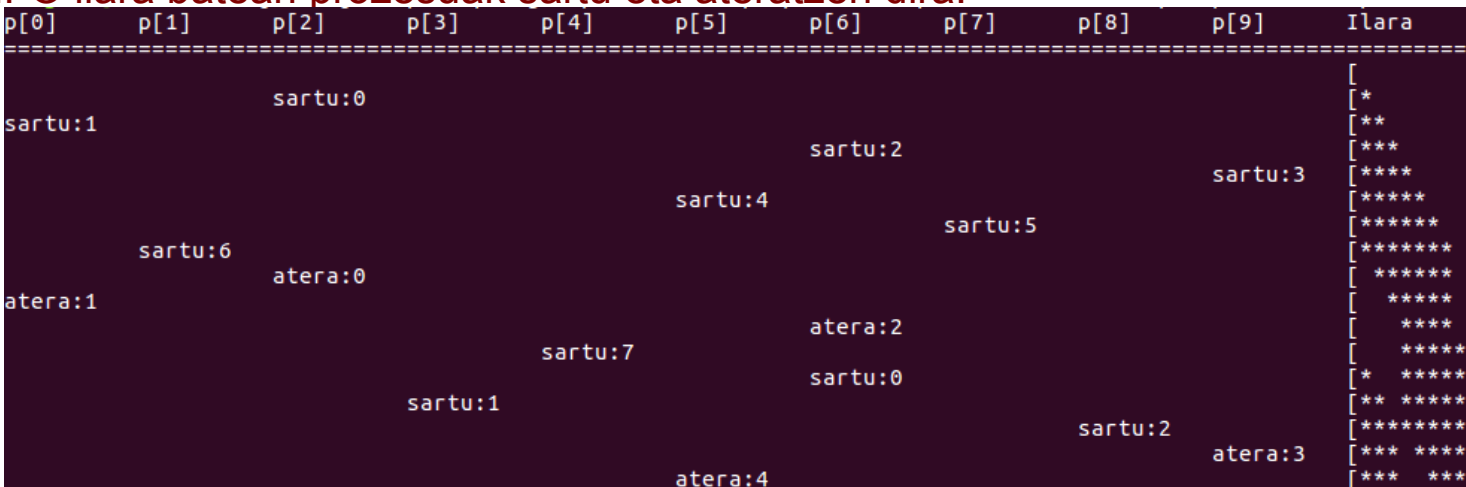 p[0] p[1] p[2] p[3] p[4] p[5] p[6] p[7] p[8] p[9] Ilara
==============================================================================================================
[
sartu:0 [*
sartu:1 [**
sartu:2 [***
sartu:3 [****
sartu:4 [*****
sartu:5 [******
sartu:6 [*******
atera:0 [ ******
atera:1 [  *****
atera:2 [   ****
sartu:7 [   *****
sartu:0 [*  *****
sartu:1 [** *****
sartu:2 [********
atera:3 [*** ****
atera:4 [***  ***